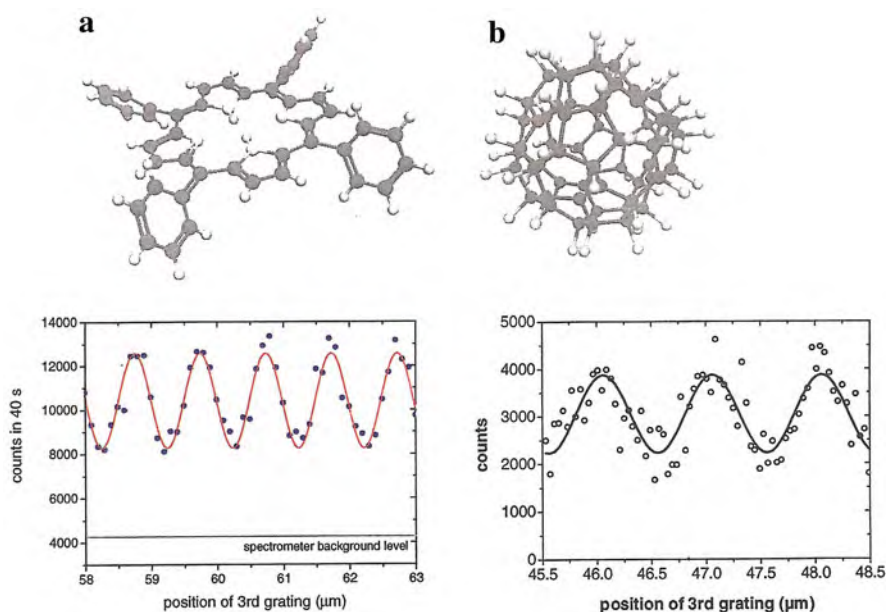 a
b
14000
12000
10000
8000
6000
4000
counts in 40 s
spectrometer background level
58 59 60 61 62 63
position of 3rd grating (µm)
5000
4000
3000
2000
1000
0
counts
45.5 46.0 46.5 47.0 47.5 48.0 48.5
position of 3rd grating (µm)